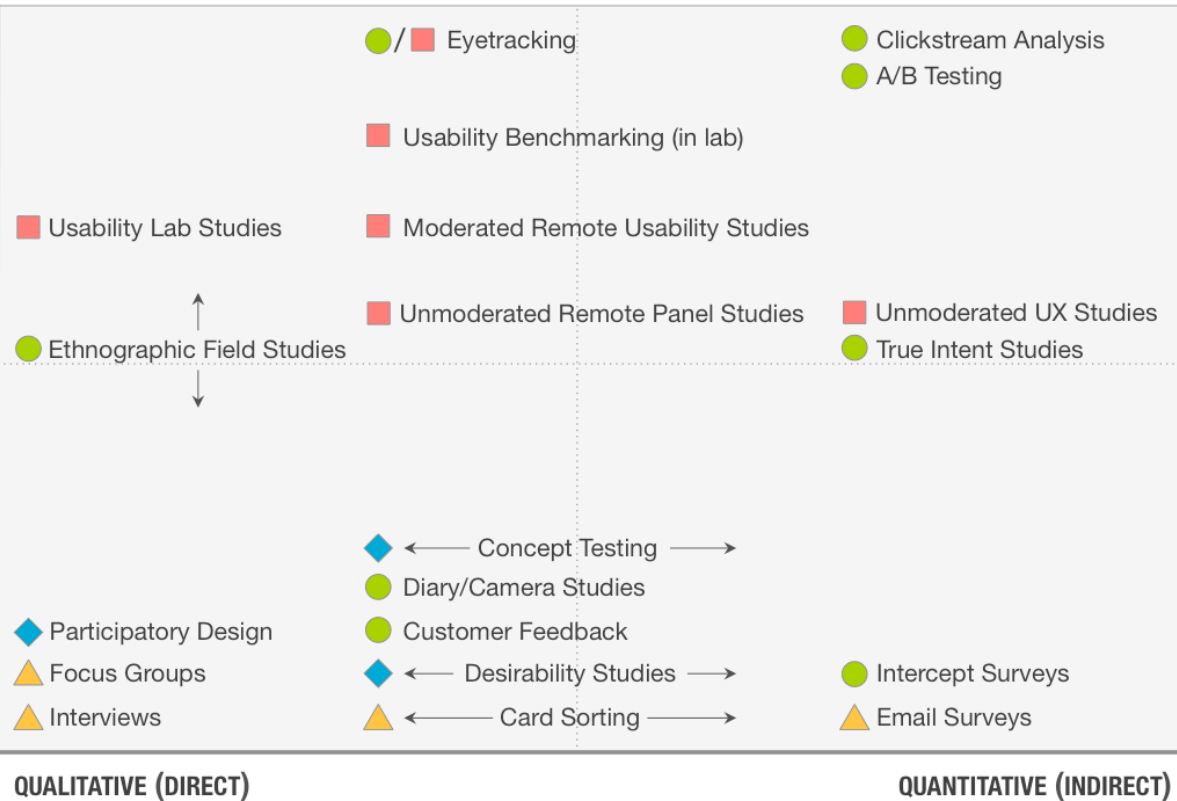 / Eyetracking
Clickstream Analysis
A/B Testing
Usability Benchmarking (in lab)
Usability Lab Studies
Moderated Remote Usability Studies
Unmoderated Remote Panel Studies
Unmoderated UX Studies
Ethnographic Field Studies
True Intent Studies
Concept Testing
Diary/Camera Studies
Participatory Design
Customer Feedback
Focus Groups
Desirability Studies
Intercept Surveys
Interviews
Card Sorting
Email Surveys
QUALITATIVE (DIRECT)
QUANTITATIVE (INDIRECT)